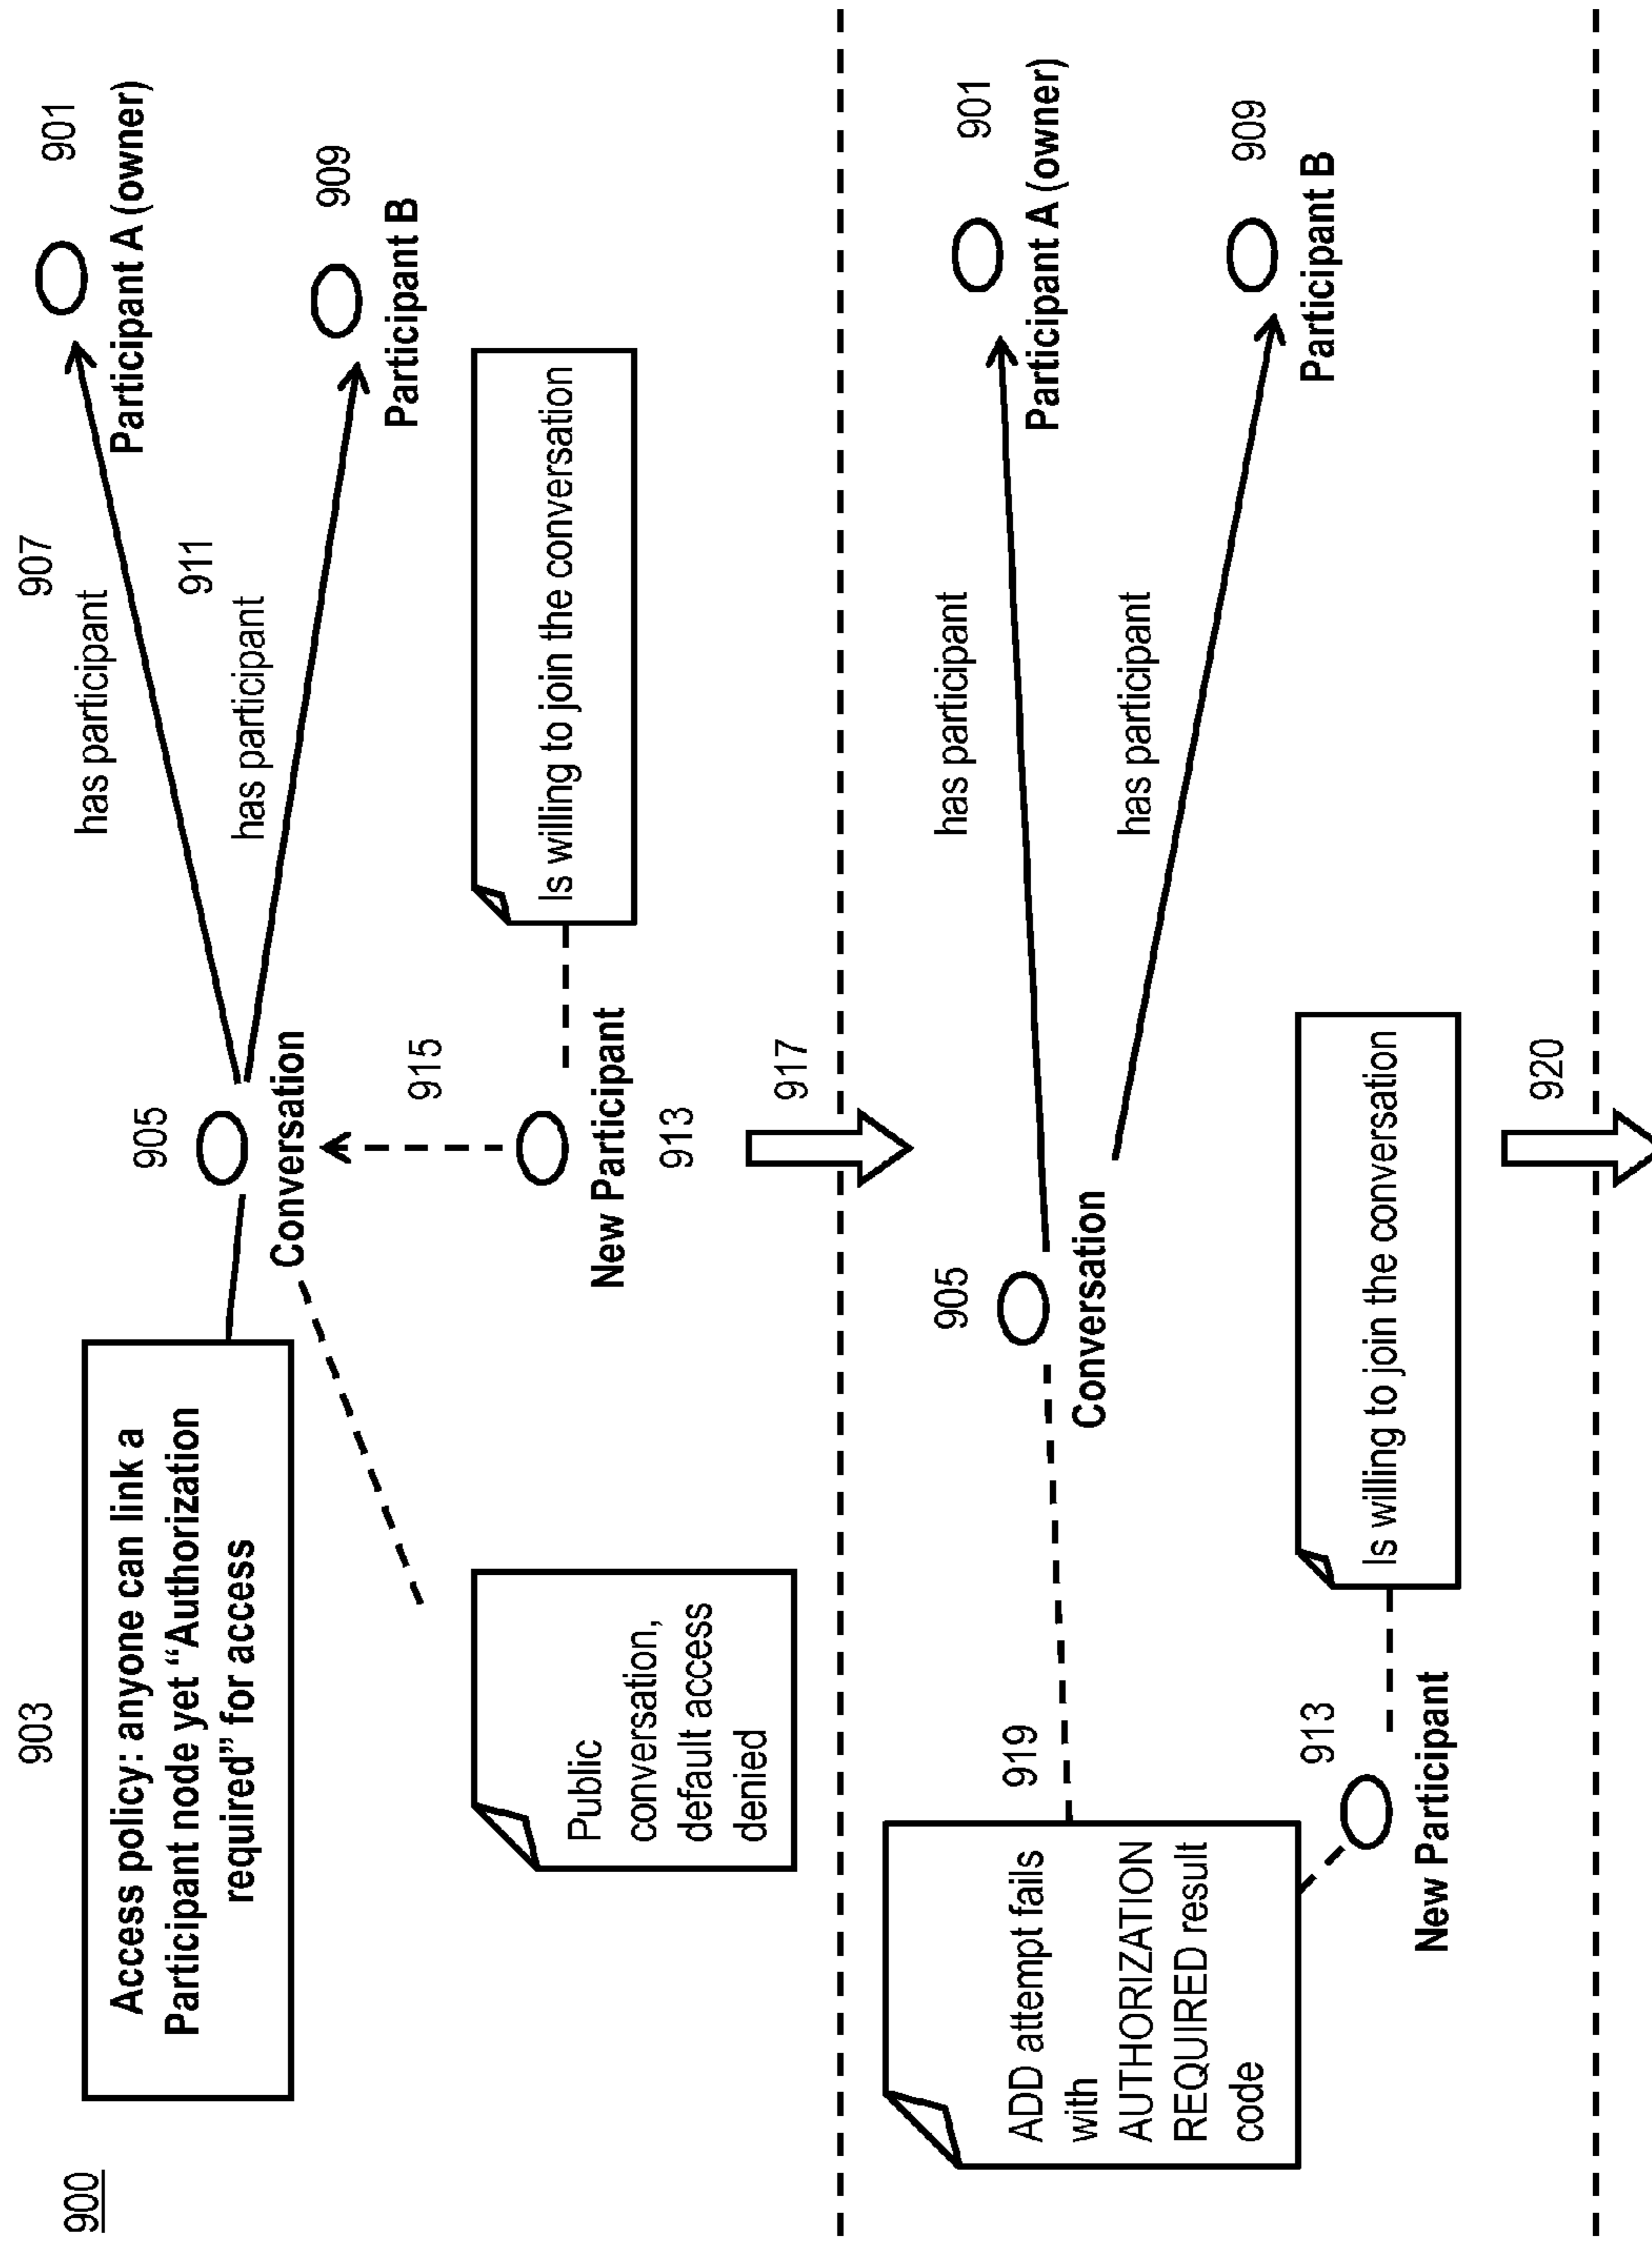 900
903
Access policy: anyone can link a
Participant node yet “Authorization
required” for access
905
Conversation
907
has participant
911
has participant
901
Participant A (owner)
909
Participant B
Public
conversation,
default access
denied
915
New Participant
913
Is willing to join the conversation
917
ADD attempt fails
with
AUTHORIZATION
REQUIRED result
code
919
905
Conversation
has participant
has participant
901
Participant A (owner)
909
Participant B
913
New Participant
Is willing to join the conversation
920